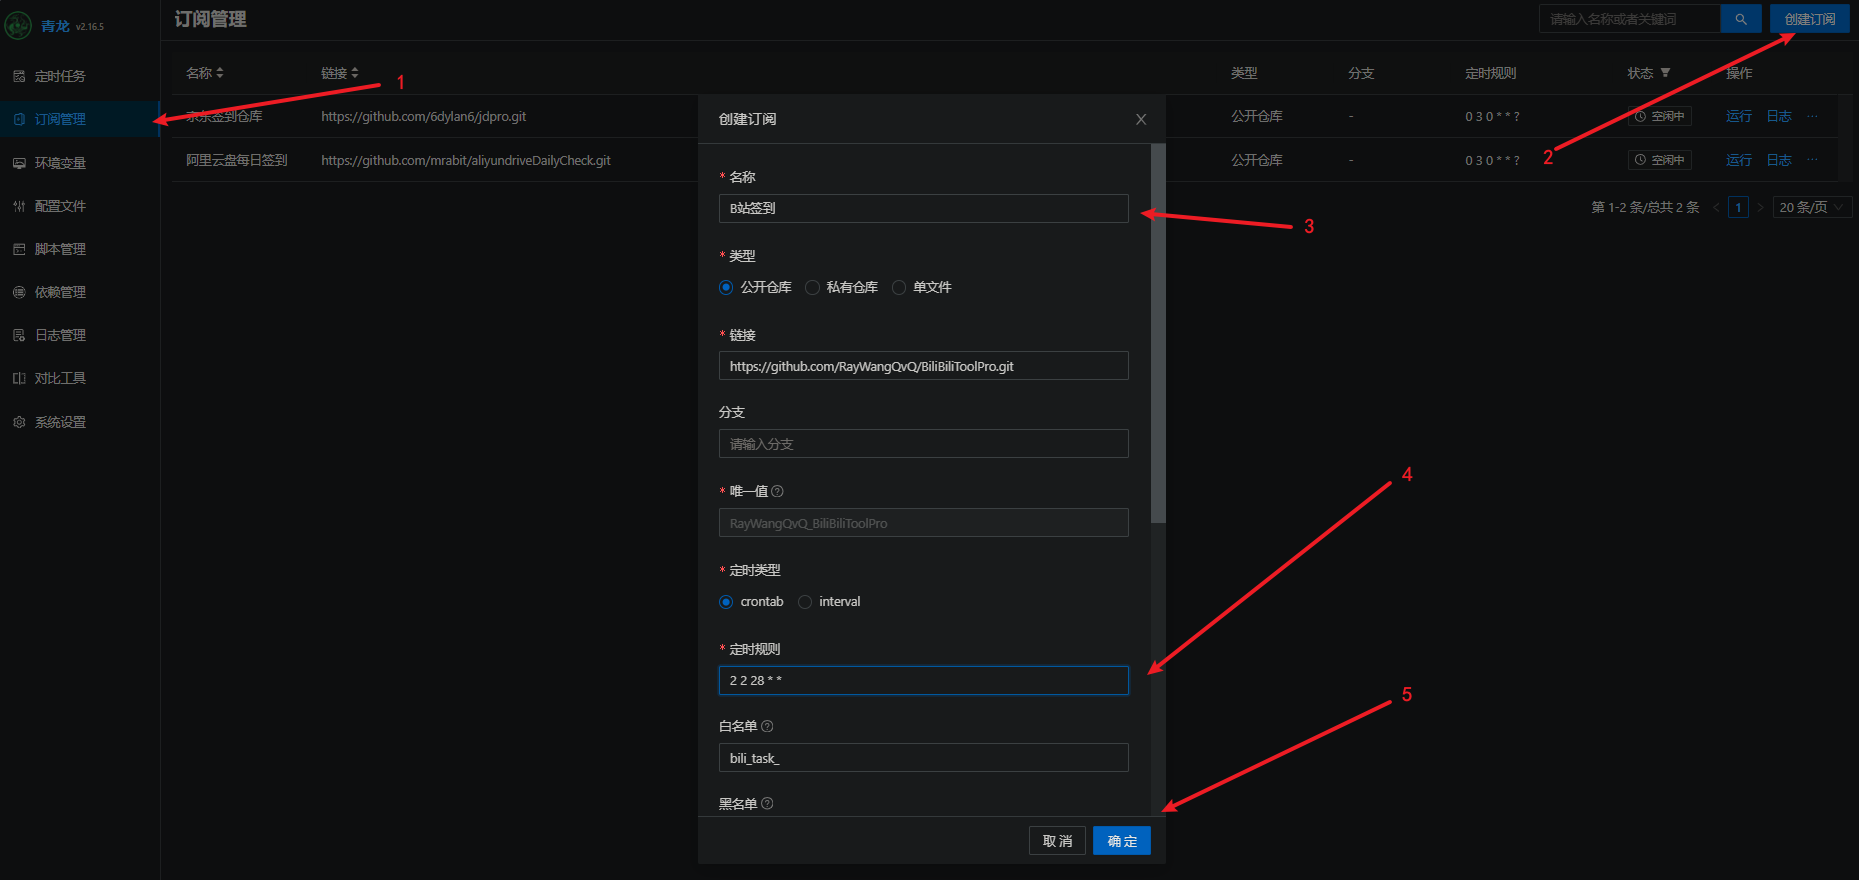 青龙 v2.16.5
定时任务
订阅管理
环境变量
配置文件
脚本管理
依赖管理
日志管理
对比工具
系统设置
订阅管理
请输入名称或者关键词
创建订阅
名称 链接 类型 分支 定时规则 状态 操作
京东签到仓库 https://github.com/6dylan6/jdpro.git 公开仓库 - 0 3 0 * * ? 空闲中 运行 日志 ···
阿里云盘每日签到 https://github.com/mrabit/aliyundriveDailyCheck.git 公开仓库 - 0 3 0 * * ? 空闲中 运行 日志 ···
第 1-2 条/总共 2 条 < 1 > 20 条/页
创建订阅
* 名称
B站签到
* 类型
公开仓库 私有仓库 单文件
* 链接
https://github.com/RayWangQvQ/BiliBiliToolPro.git
分支
请输入分支
* 唯一值
RayWangQvQ_BiliBiliToolPro
* 定时类型
crontab interval
* 定时规则
2 2 28 * *
白名单
bili_task_
黑名单
取 消 确 定
1
2
3
4
5